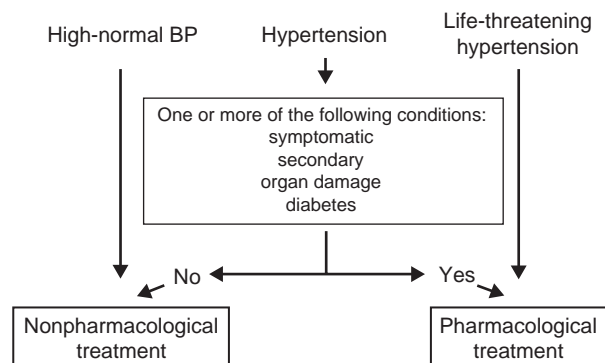 High-normal BP
Hypertension
Life-threatening
hypertension
One or more of the following conditions:
symptomatic
secondary
organ damage
diabetes
No
Yes
Nonpharmacological
treatment
Pharmacological
treatment